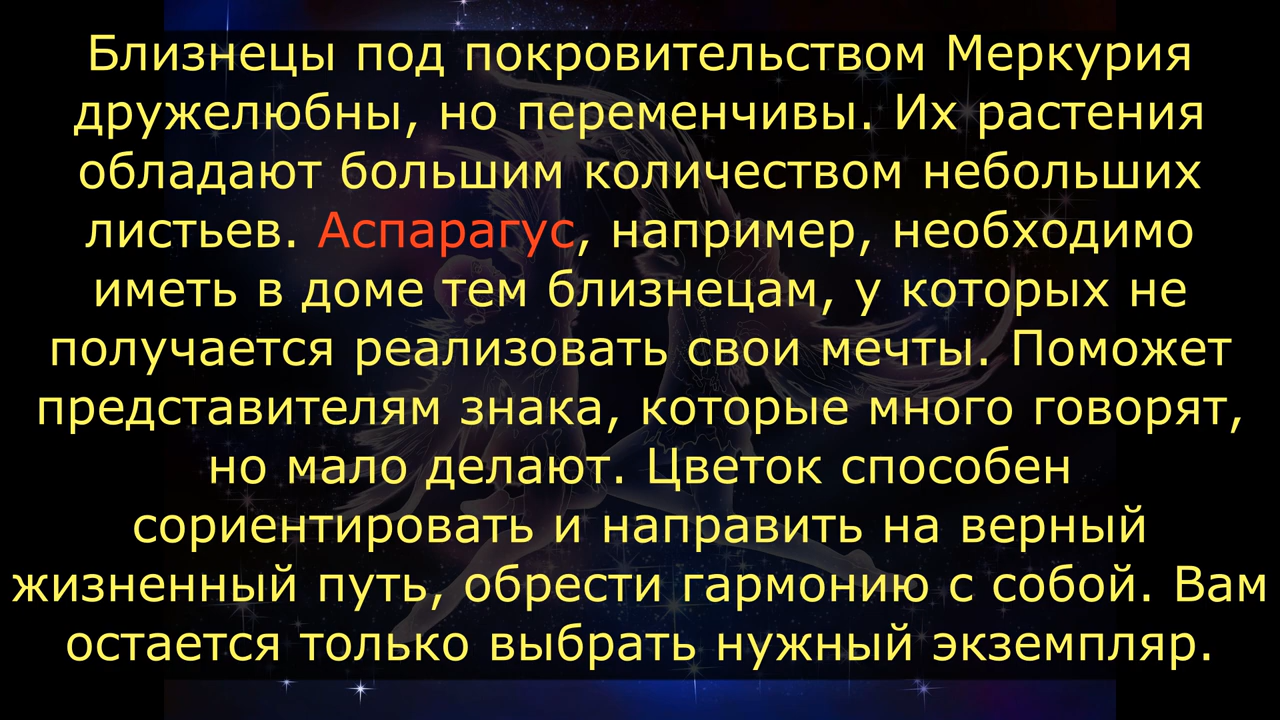 Близнецы под покровительством Меркурия
дружелюбны, но переменчивы. Их растения
обладают большим количеством небольших
листьев. Аспарагус, например, необходимо
иметь в доме тем близнецам, у которых не
получается реализовать свои мечты. Поможет
представителям знака, которые много говорят,
но мало делают. Цветок способен
сориентировать и направить на верный
жизненный путь, обрести гармонию с собой. Вам
остается только выбрать нужный экземпляр.